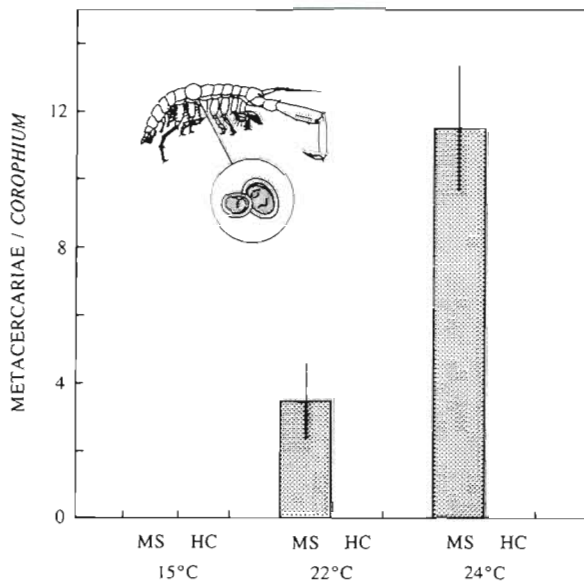 METACERCARIAE / COROPHIUM
12
8
4
0
MS HC MS HC MS HC
15°C 22°C 24°C